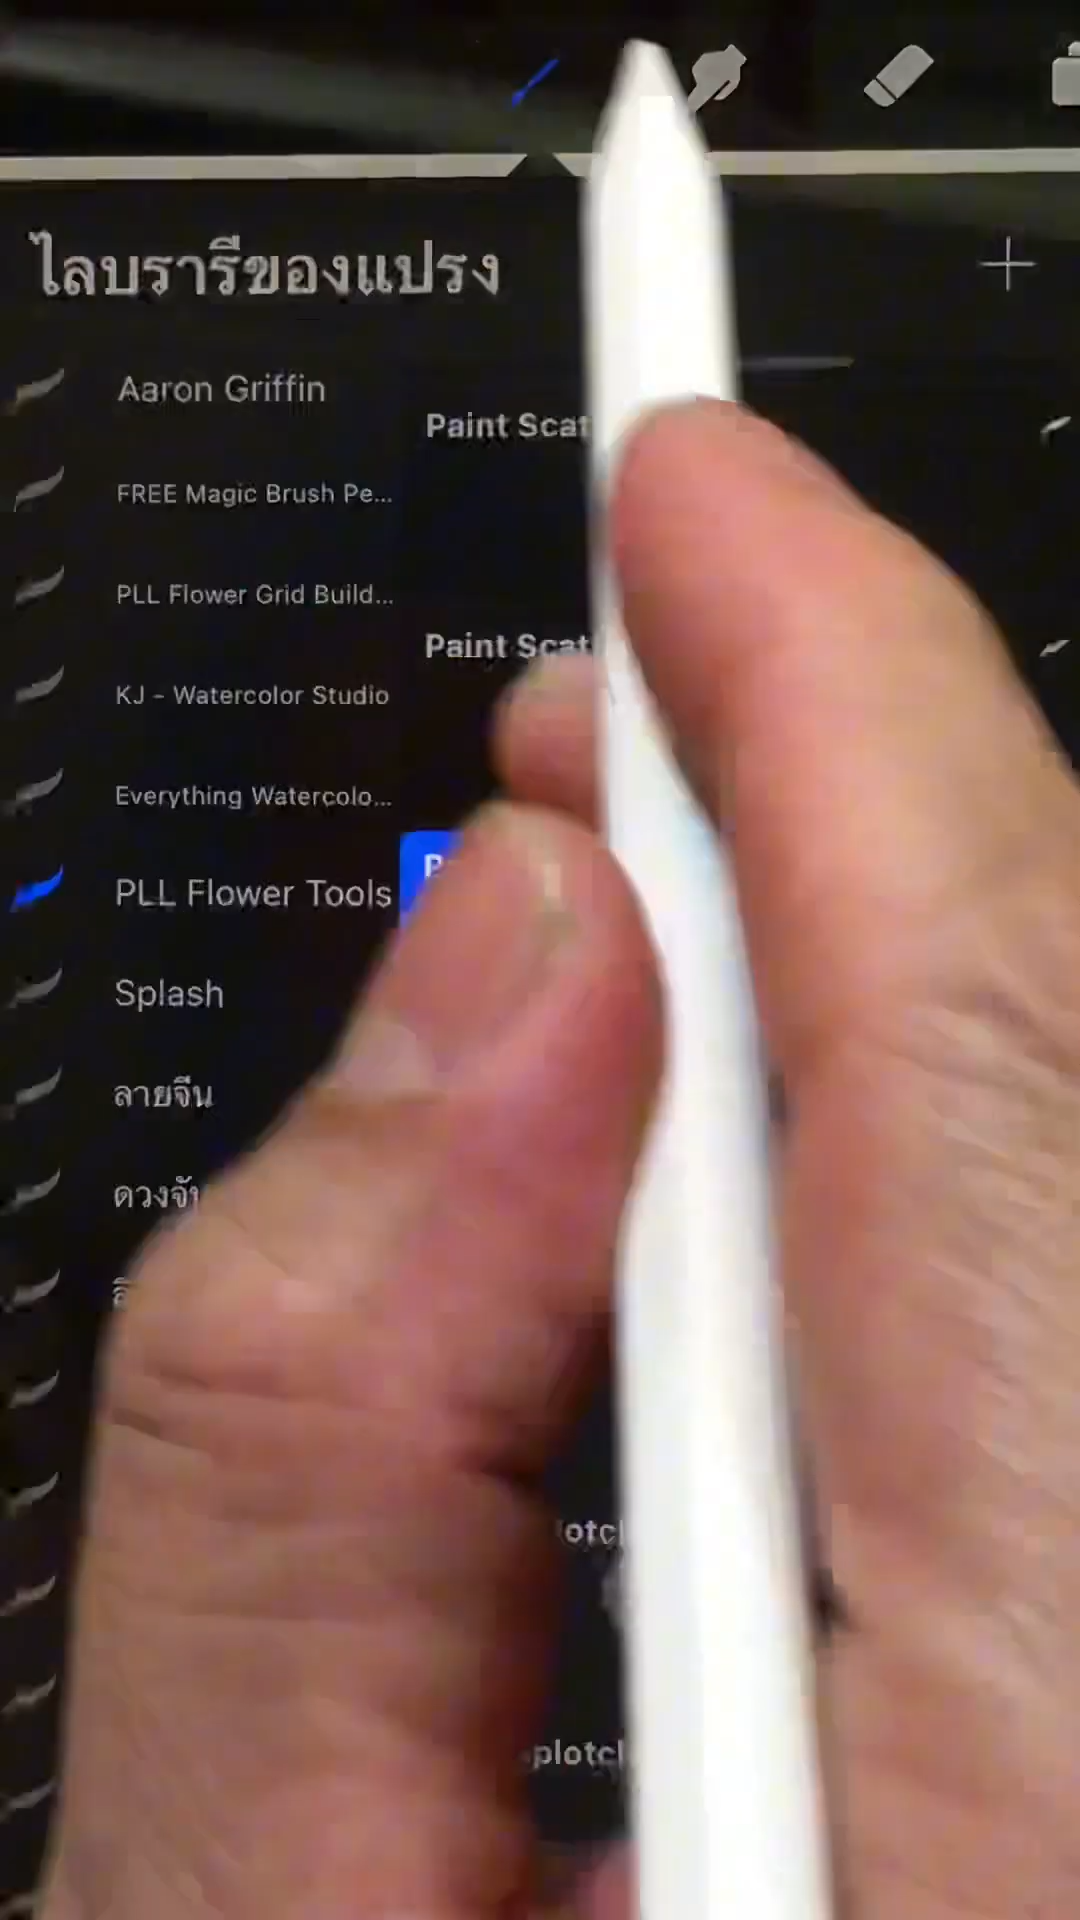 ไลบรารีของแปรง
Aaron Griffin
Paint Scat
FREE Magic Brush Pe...
PLL Flower Grid Build...
Paint Scat
KJ - Watercolor Studio
Everything Watercolo...
PLL Flower Tools
Splash
ลายจีน
plotcl